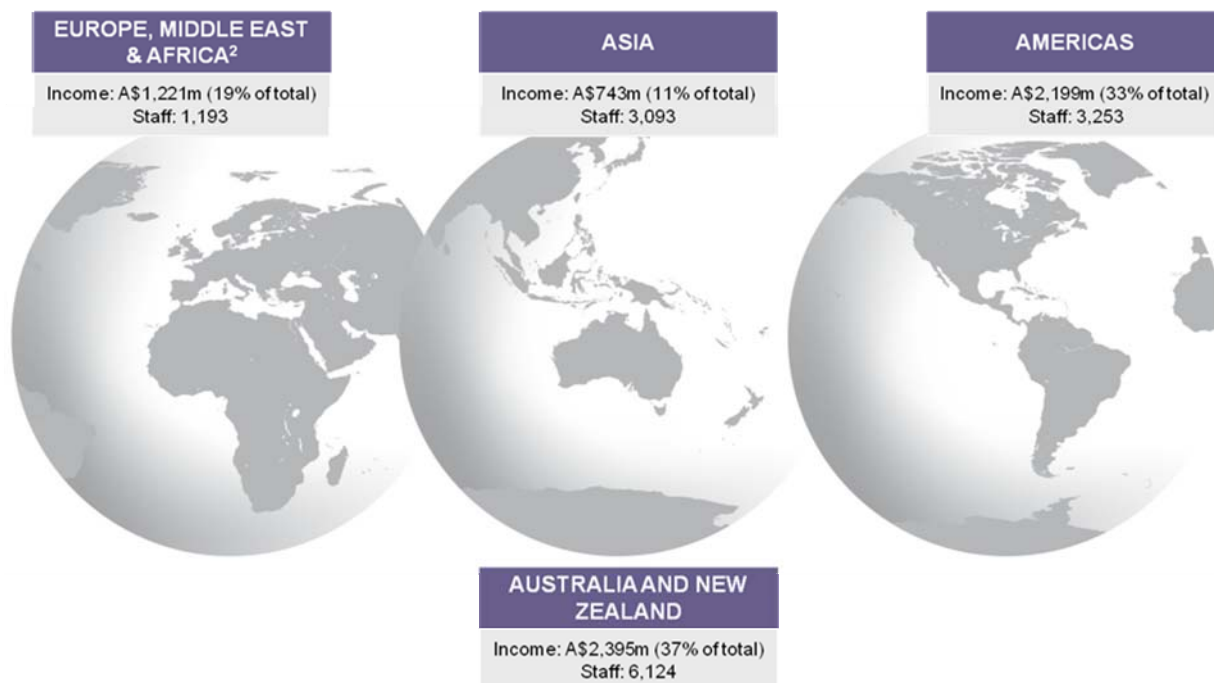 EUROPE, MIDDLE EAST
& AFRICA²
Income: A$1,221m (19% of total)
Staff: 1,193
ASIA
Income: A$743m (11% of total)
Staff: 3,093
AMERICAS
Income: A$2,199m (33% of total)
Staff: 3,253
AUSTRALIA AND NEW
ZEALAND
Income: A$2,395m (37% of total)
Staff: 6,124